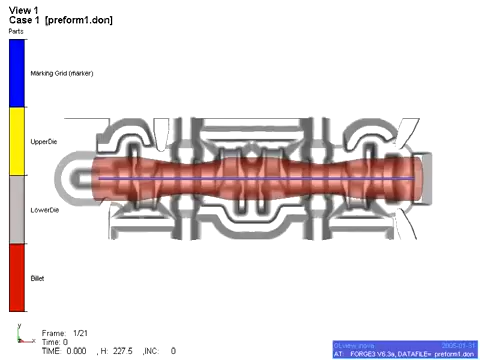 View 1
Case 1 [preform1.don]
Parts
Marking Grid (marker)
UpperDie
LowerDie
Billet
y
Frame: 1/21
Time: 0
TIME: 0.000 , H: 227.5 ,INC: 0
2005-01-31
AT: FORGE3 V6.3a, DATAFILE= preform1.don